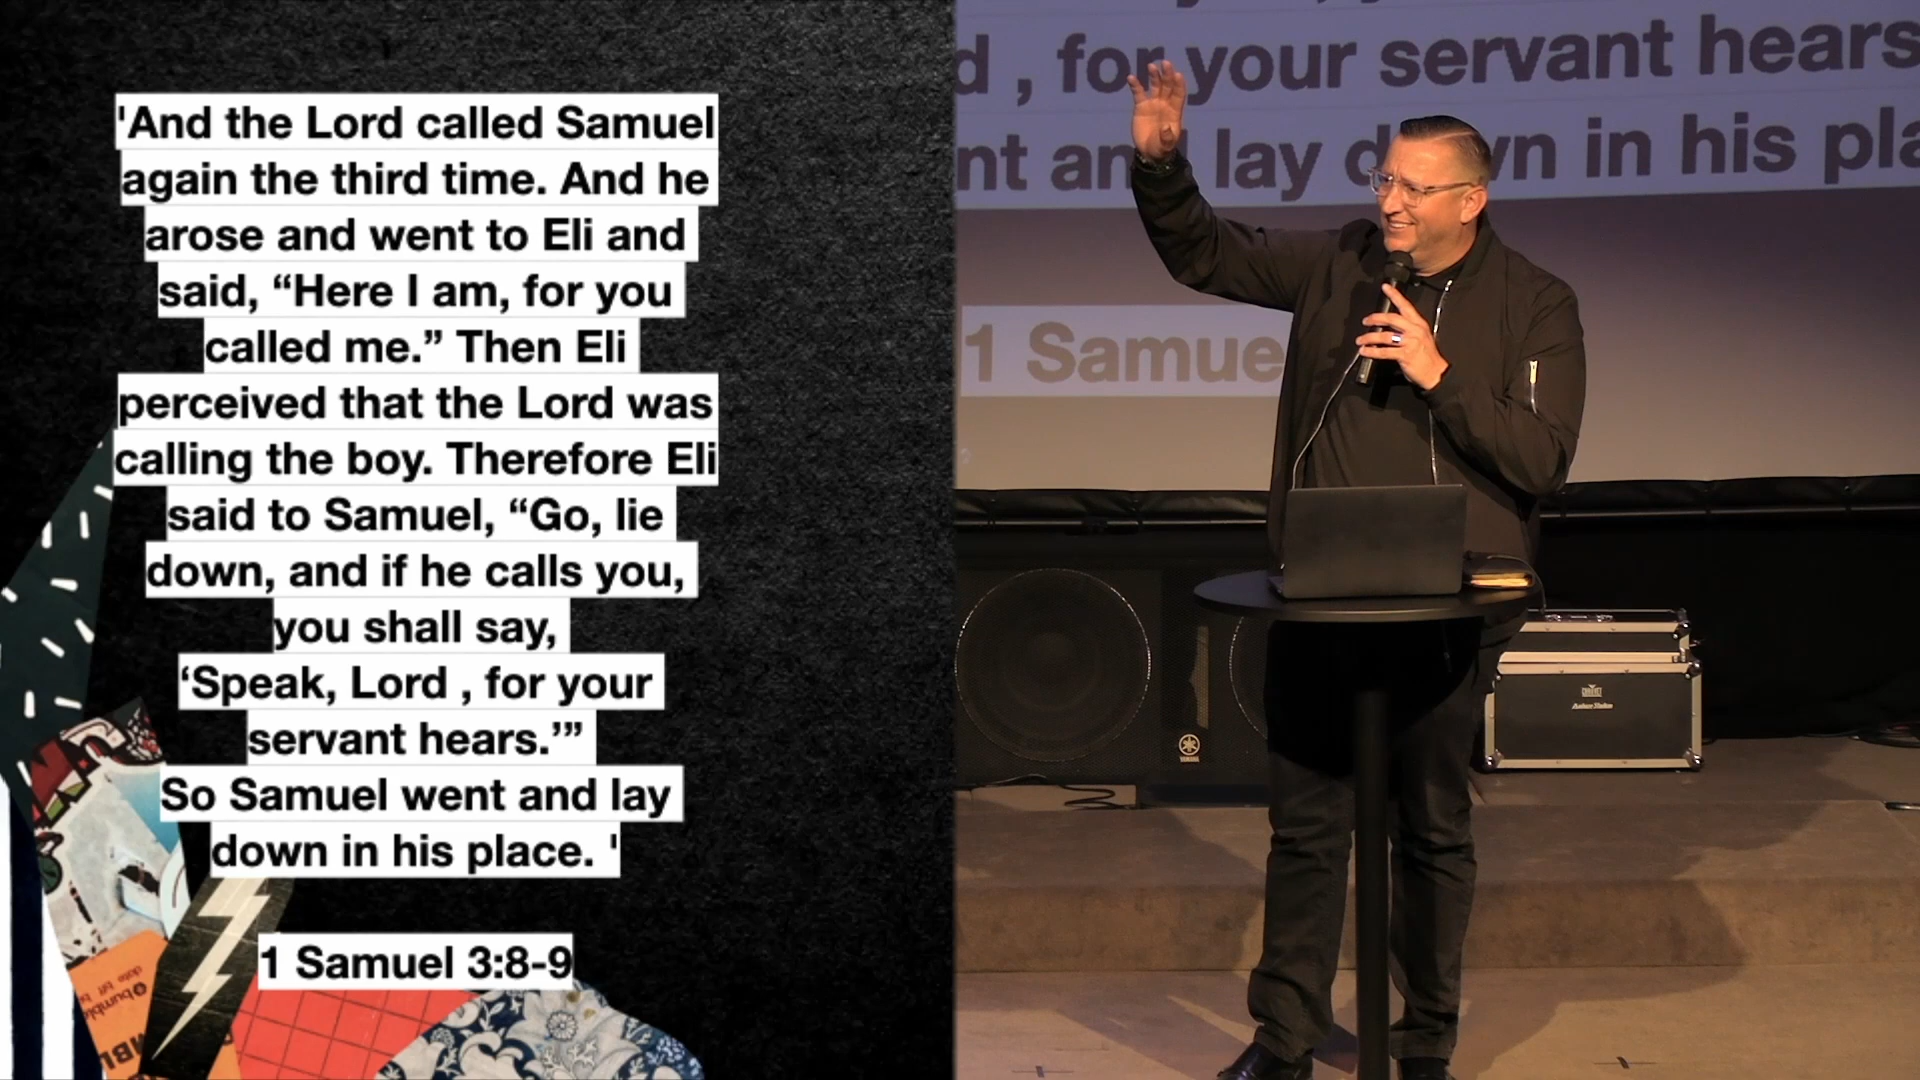 'And the Lord called Samuel
again the third time. And he
arose and went to Eli and
said, “Here I am, for you
called me.” Then Eli
perceived that the Lord was
calling the boy. Therefore Eli
said to Samuel, “Go, lie
down, and if he calls you,
you shall say,
‘Speak, Lord , for your
servant hears.’”
So Samuel went and lay
down in his place. '
1 Samuel 3:8-9
d , for your servant hears
nt and lay down in his pla
1 Samue
YAMAHA
CHAUVET
bumble